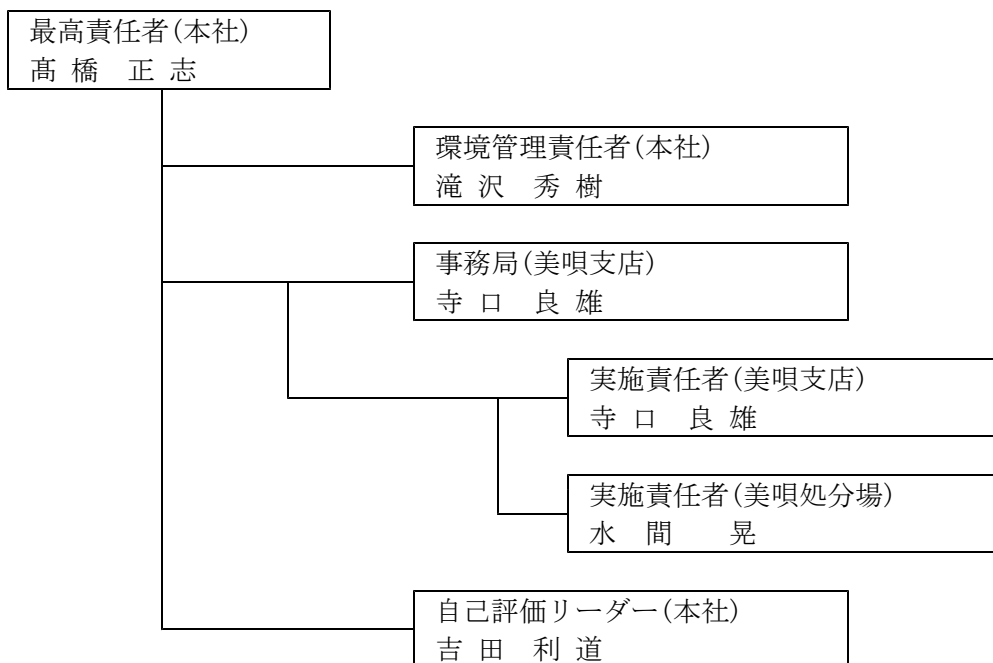 最高責任者(本社)
髙橋　正志
環境管理責任者(本社)
滝沢　秀樹
事務局(美唄支店)
寺口　良雄
実施責任者(美唄支店)
寺口　良雄
実施責任者(美唄処分場)
水間　晃
自己評価リーダー(本社)
吉田　利道